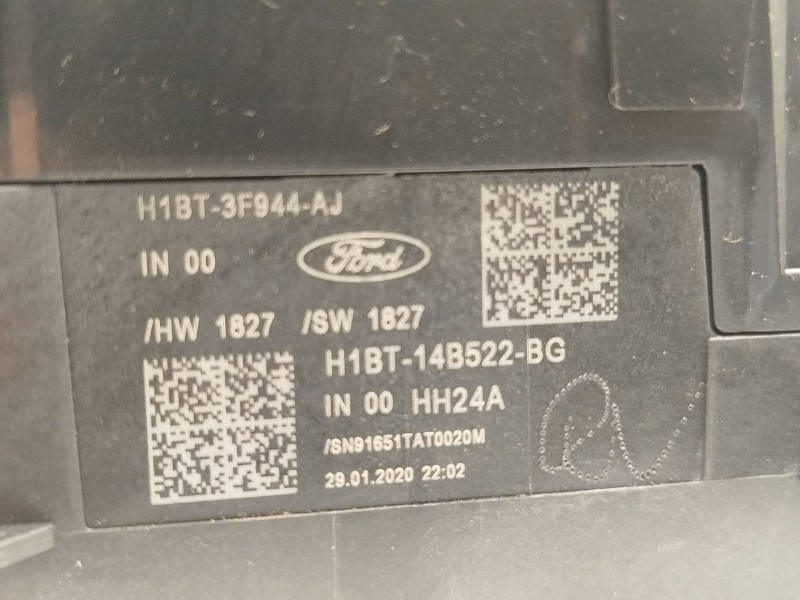 H1BT-3F944-AJ
IN 00 Ford
/HW 1827 /SW 1827
H1BT-14B522-BG
IN 00 HH24A
/SN91651TAT0020M
29.01.2020 22:02